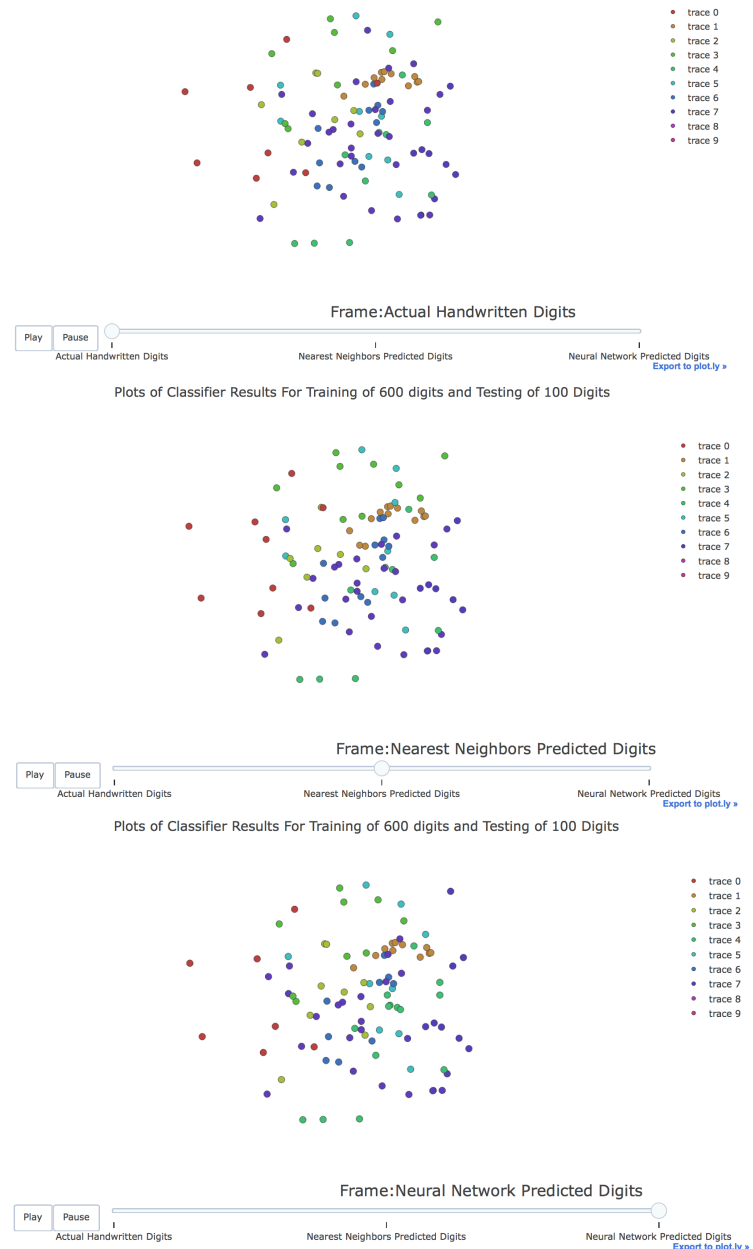 trace 0
trace 1
trace 2
trace 3
trace 4
trace 5
trace 6
trace 7
trace 8
trace 9
Frame:Actual Handwritten Digits
Play Pause
Actual Handwritten Digits Nearest Neighbors Predicted Digits Neural Network Predicted Digits
Export to plot.ly »
Plots of Classifier Results For Training of 600 digits and Testing of 100 Digits
trace 0
trace 1
trace 2
trace 3
trace 4
trace 5
trace 6
trace 7
trace 8
trace 9
Frame:Nearest Neighbors Predicted Digits
Play Pause
Actual Handwritten Digits Nearest Neighbors Predicted Digits Neural Network Predicted Digits
Export to plot.ly »
Plots of Classifier Results For Training of 600 digits and Testing of 100 Digits
trace 0
trace 1
trace 2
trace 3
trace 4
trace 5
trace 6
trace 7
trace 8
trace 9
Frame:Neural Network Predicted Digits
Play Pause
Actual Handwritten Digits Nearest Neighbors Predicted Digits Neural Network Predicted Digits
Export to plot.ly »